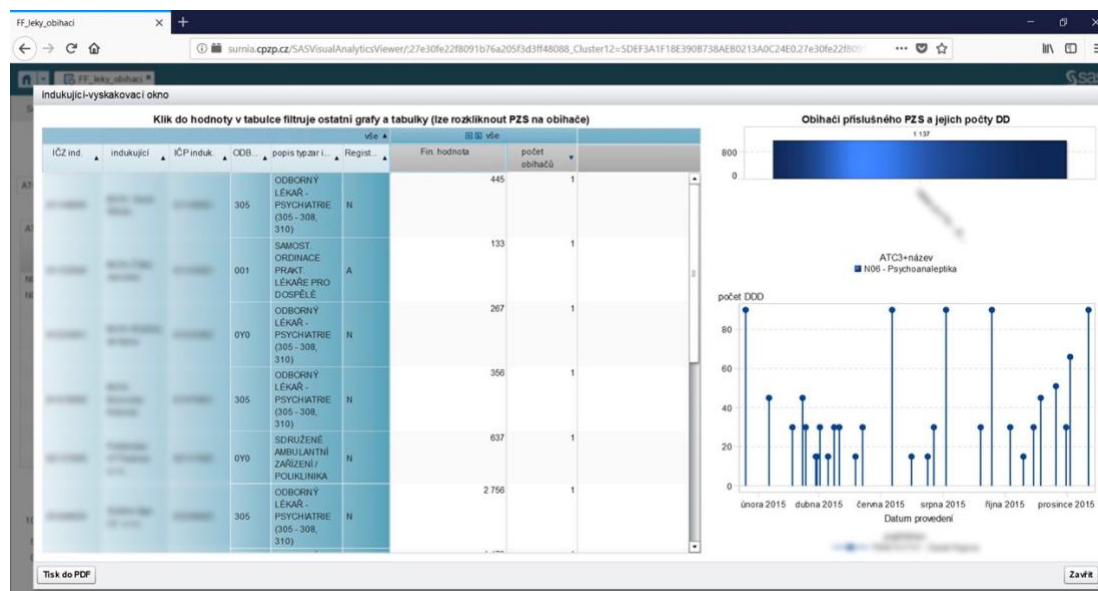 FF_leky_obihaci
surnia.cpzp.cz/SASVisualAnalyticsViewer/;27e30fe22f8091b76a205f3d3ff48088_Cluster12=5DEF3A1F18E390B738AEB0213A0C24E0.27e30fe22f809
FF_leky_obihaci
Indukující-vyskakovací okno
Klik do hodnoty v tabulce filtruje ostatní grafy a tabulky (lze rozkliknout PZS na obíhače)
vše vše
IČZ ind. indukující IČP induk. ODB... popis typzar i... Regist... Fin. hodnota počet
obíhačů
ODBORNÝ 445 1
LÉKAŘ -
305 PSYCHIATRIE N
(305 - 308,
310)
SAMOST. 133 1
ORDINACE
001 PRAKT. A
LÉKAŘE PRO
DOSPĚLÉ
ODBORNÝ 267 1
LÉKAŘ -
0Y0 PSYCHIATRIE N
(305 - 308,
310)
ODBORNÝ 356 1
LÉKAŘ -
305 PSYCHIATRIE N
(305 - 308,
310)
SDRUŽENÉ 637 1
AMBULANTNÍ
0Y0 ZAŘÍZENÍ / N
POLIKLINIKA
ODBORNÝ 2 756 1
LÉKAŘ -
305 PSYCHIATRIE N
(305 - 308,
310)
Obíhači příslušného PZS a jejich počty DD
1 137
800
0
ATC3+název
N06 - Psychoanaleptika
počet DDD
80
60
40
20
0
února 2015 dubna 2015 června 2015 srpna 2015 října 2015 prosince 2015
Datum provedení
Tisk do PDF
Zavřít